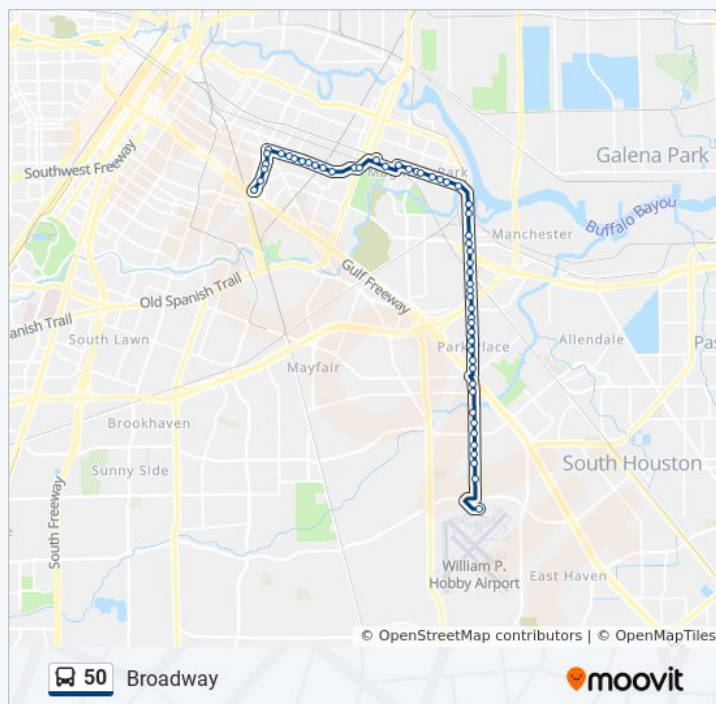 Southwest Freeway
Magnolia Park
Galena Park
Buffalo Bayou
Manchester
Gulf Freeway
Old Spanish Trail
anish Trail
South Lawn
Park Place
Allendale
Pas
Mayfair
Brookhaven
Sunny Side
South Houston
South Freeway
William P.
Hobby Airport
East Haven
© OpenStreetMap contributors | © OpenMapTiles
50 Broadway
moovit